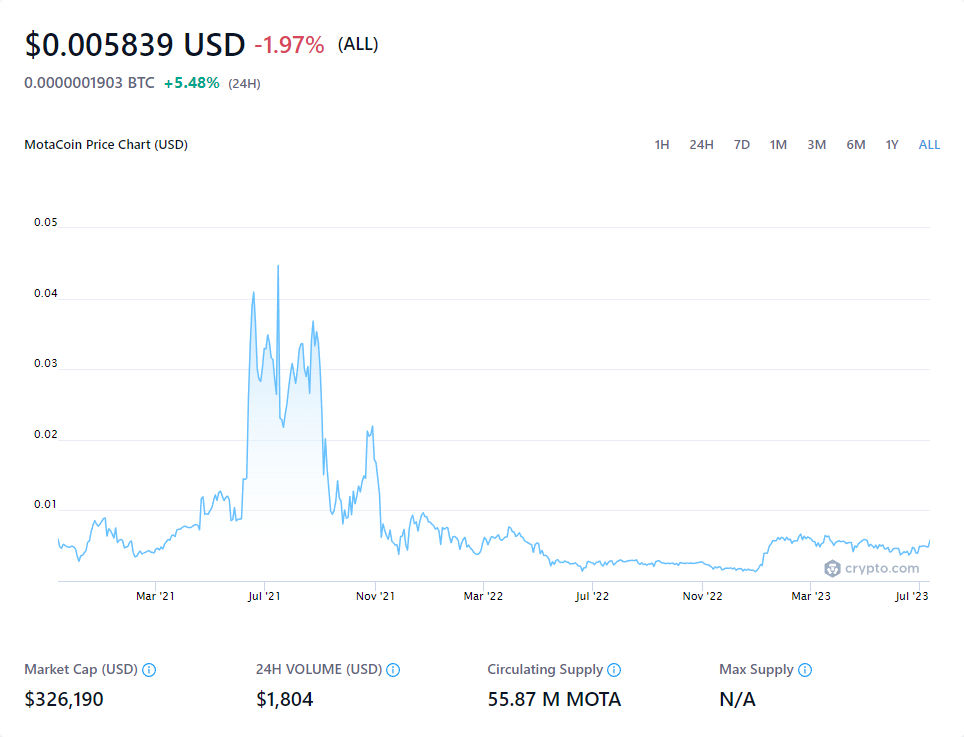 $0.005839 USD -1.97% (ALL)
0.0000001903 BTC +5.48% (24H)
MotaCoin Price Chart (USD) 1H 24H 7D 1M 3M 6M 1Y ALL
0.05
0.04
0.03
0.02
0.01
crypto.com
Mar '21 Jul '21 Nov '21 Mar '22 Jul '22 Nov '22 Mar '23 Jul '23
Market Cap (USD) 24H VOLUME (USD) Circulating Supply Max Supply
$326,190 $1,804 55.87 M MOTA N/A